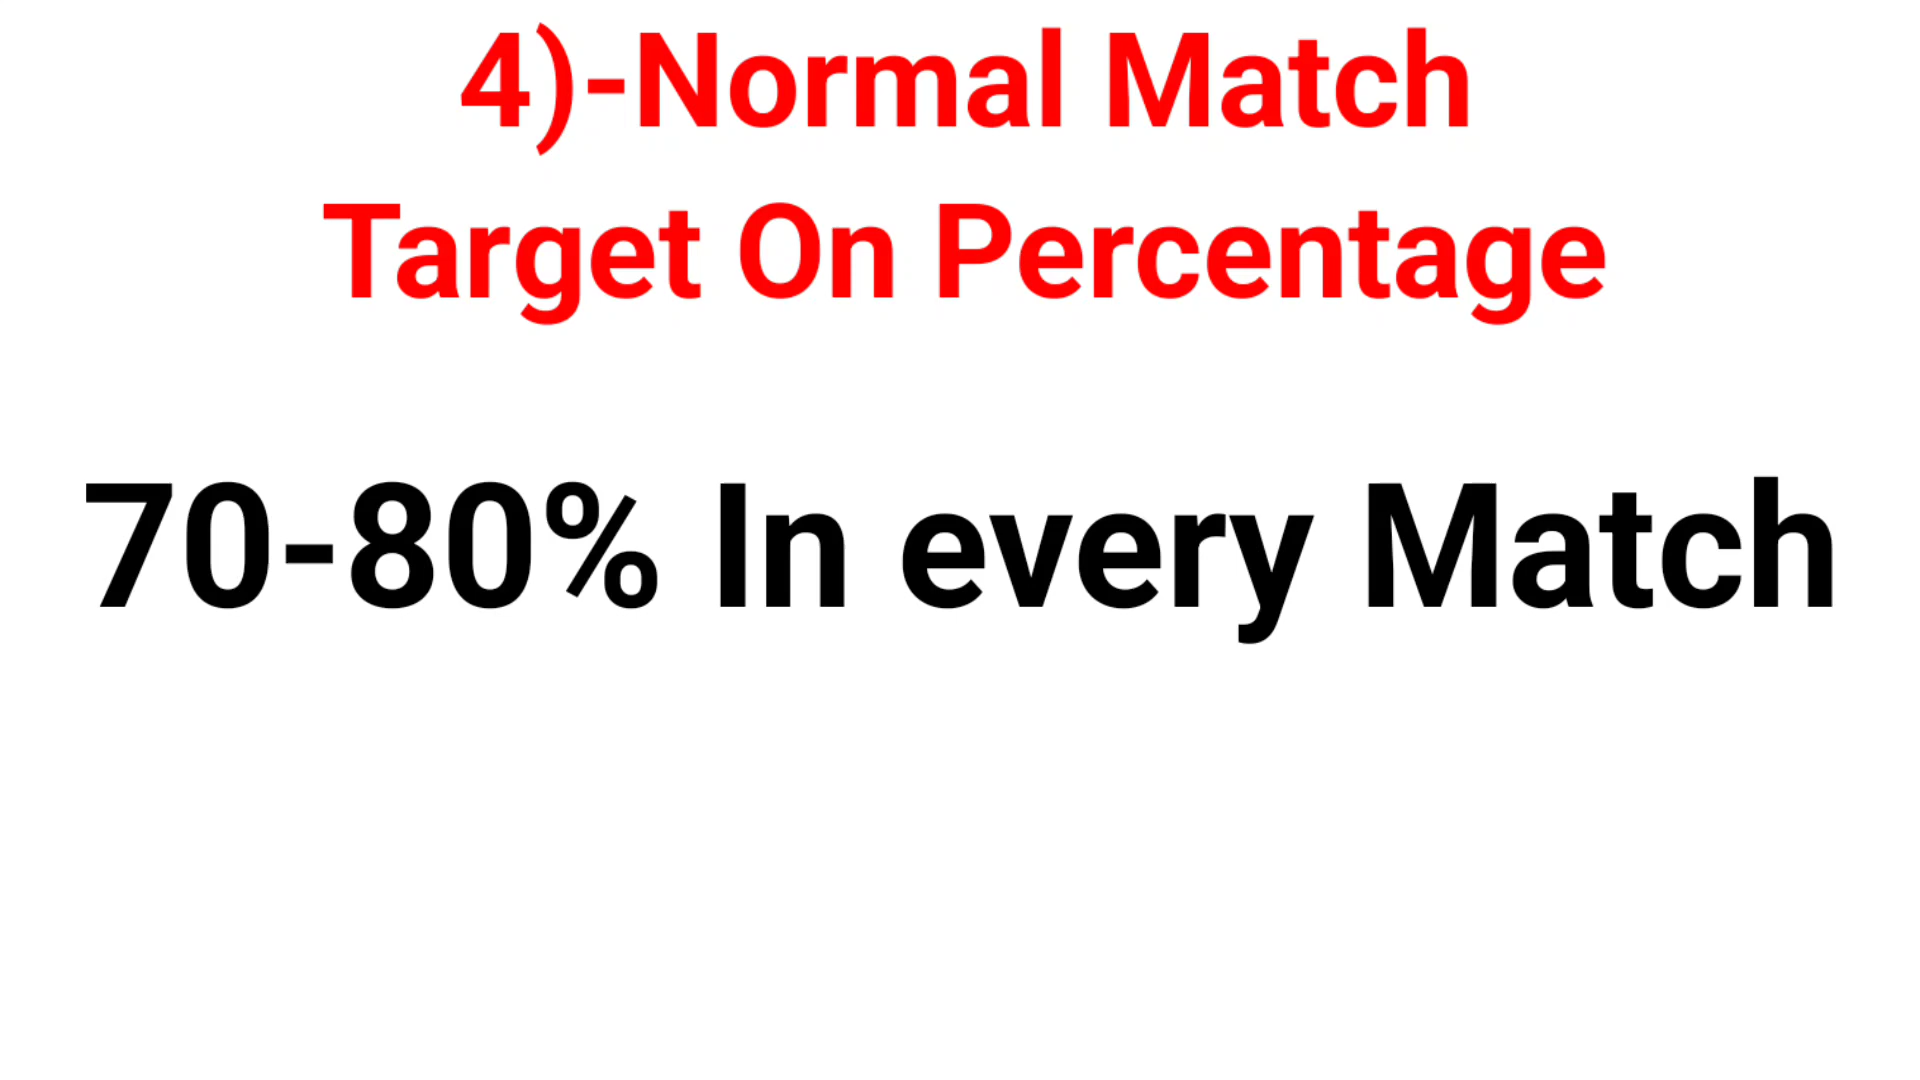 4)-Normal Match
Target On Percentage
70-80% In every Match